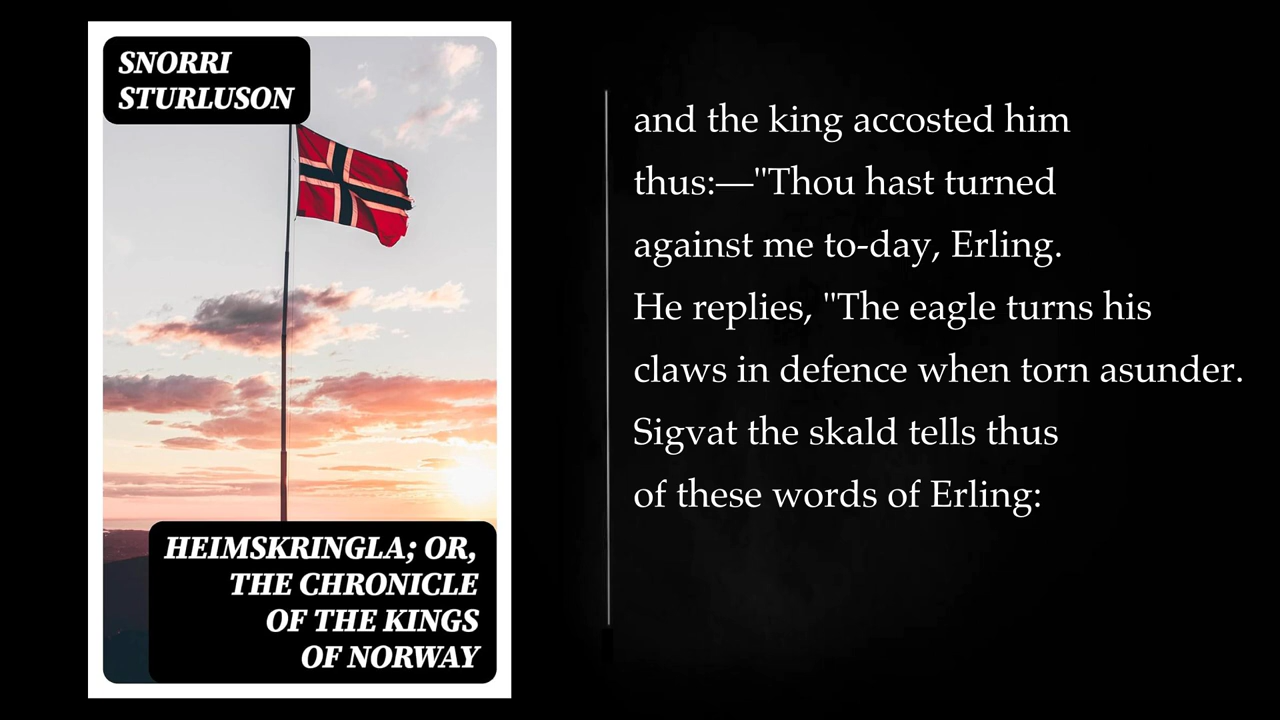 SNORRI
STURLUSON
HEIMSKRINGLA; OR,
THE CHRONICLE
OF THE KINGS
OF NORWAY
and the king accosted him
thus:—"Thou hast turned
against me to-day, Erling.
He replies, "The eagle turns his
claws in defence when torn asunder.
Sigvat the skald tells thus
of these words of Erling: